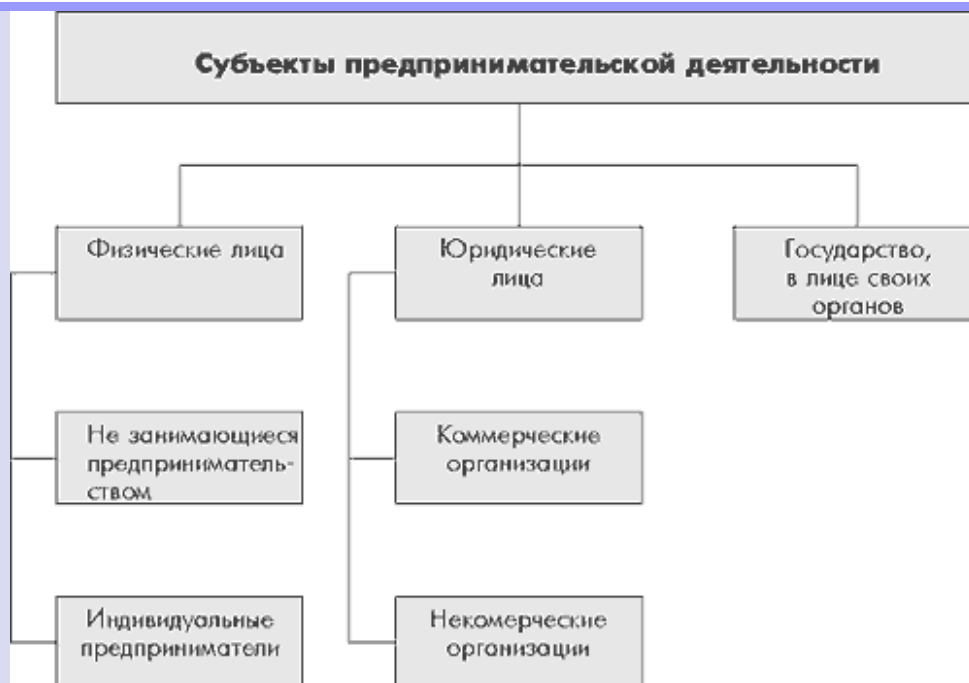 Субъекты предпринимательской деятельности
Физические лица
Юридические
лица
Государство,
в лице своих
органов
Не занимающиеся
предприниматель-
ством
Коммерческие
организации
Индивидуальные
предприниматели
Некомерческие
организации